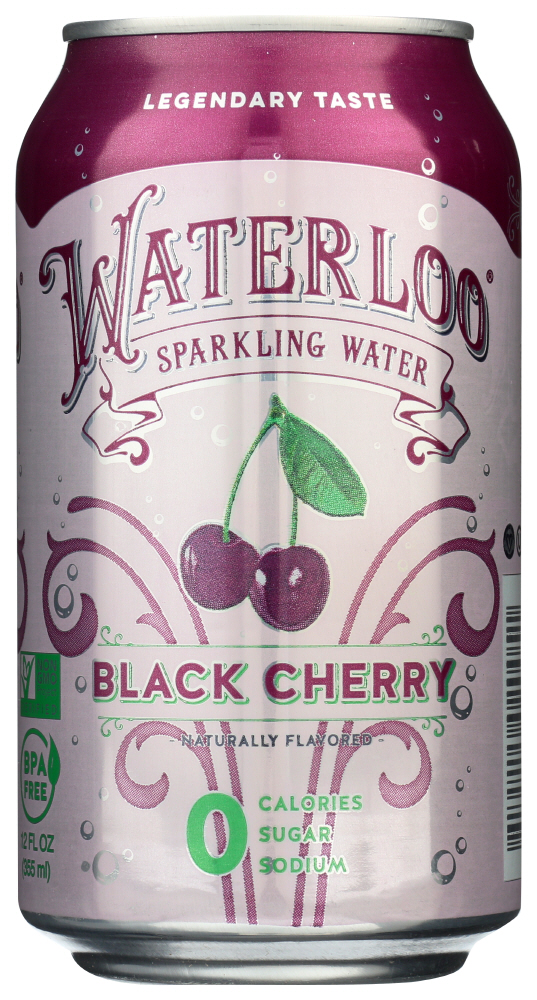 LEGENDARY TASTE
WATERLOO
SPARKLING WATER
BLACK CHERRY
NATURALLY FLAVORED
BPA
FREE
0
CALORIES
SUGAR
SODIUM
12 FL OZ
(355 ml)